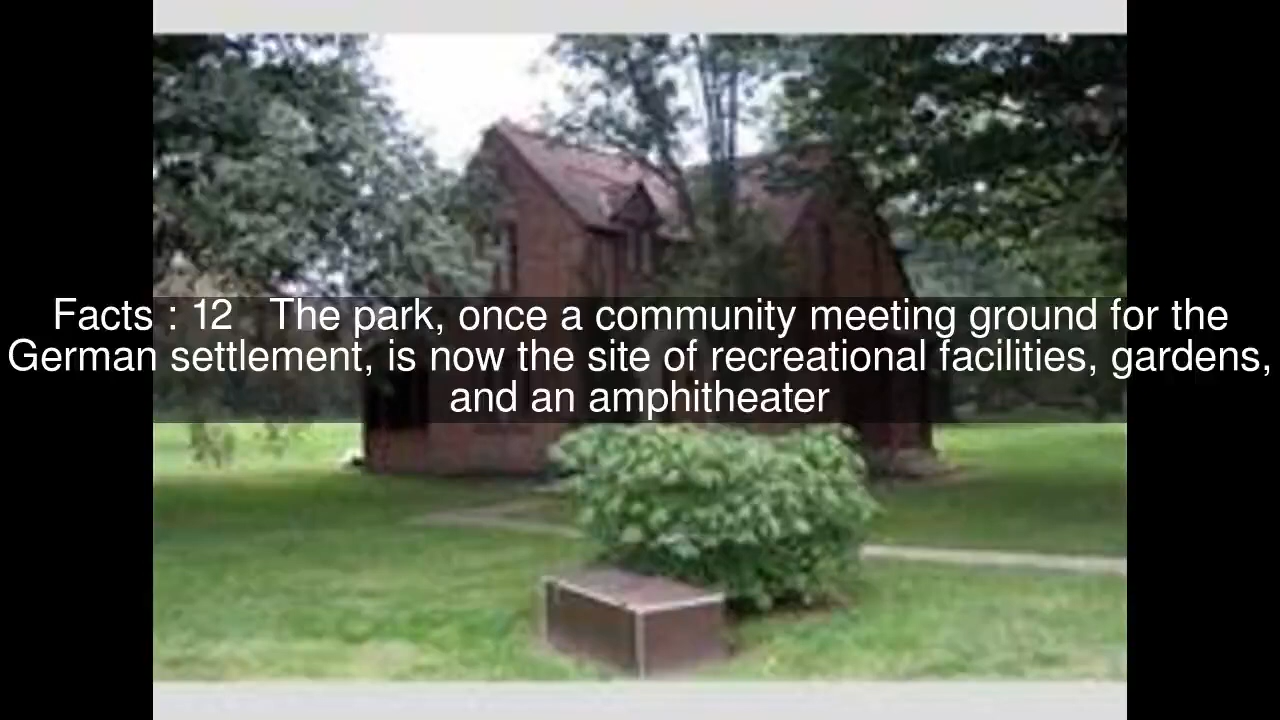 Facts : 12   The park, once a community meeting ground for the
German settlement, is now the site of recreational facilities, gardens,
and an amphitheater